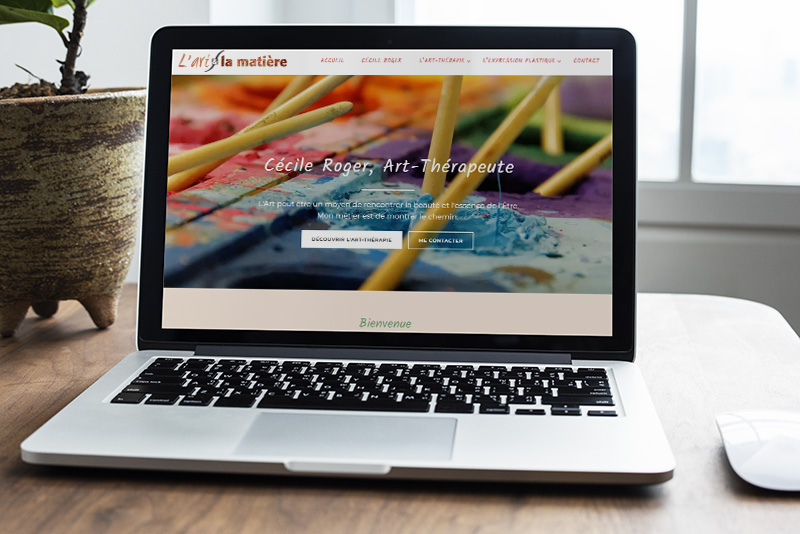 L'art et la matière
ACCUEIL CÉCILE ROGER L'ART-THÉRAPIE L'EXPRESSION PLASTIQUE CONTACT
Cécile Roger, Art-Thérapeute
L'Art peut être un moyen de rencontrer la beauté et l'essence de l'Être.
Mon métier est de montrer le chemin.
DÉCOUVRIR L'ART-THÉRAPIE ME CONTACTER
Bienvenue